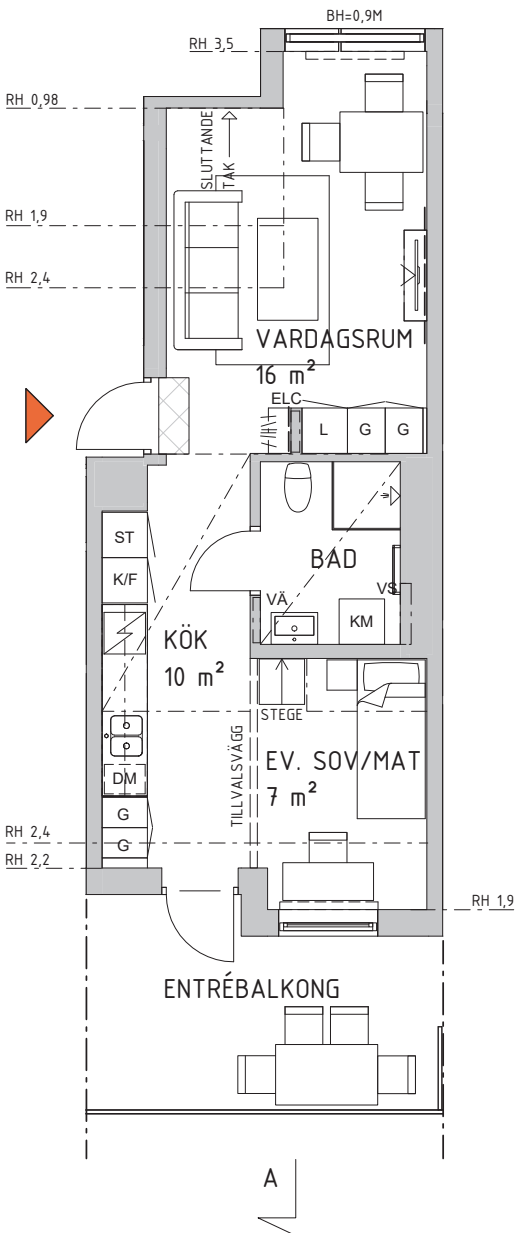 BH=0,9M
RH 3,5
RH 0,98
SLUTTANDE
TAK
RH 1,9
RH 2,4
VARDAGSRUM
16 m²
ELC
L
G
G
ST
K/F
BAD
VÄ
VS
KM
KÖK
10 m²
STEGE
TILLVALSVÄGG
EV. SOV/MAT
7 m²
DM
G
G
RH 2,4
RH 2,2
RH 1,9
ENTRÉBALKONG
A